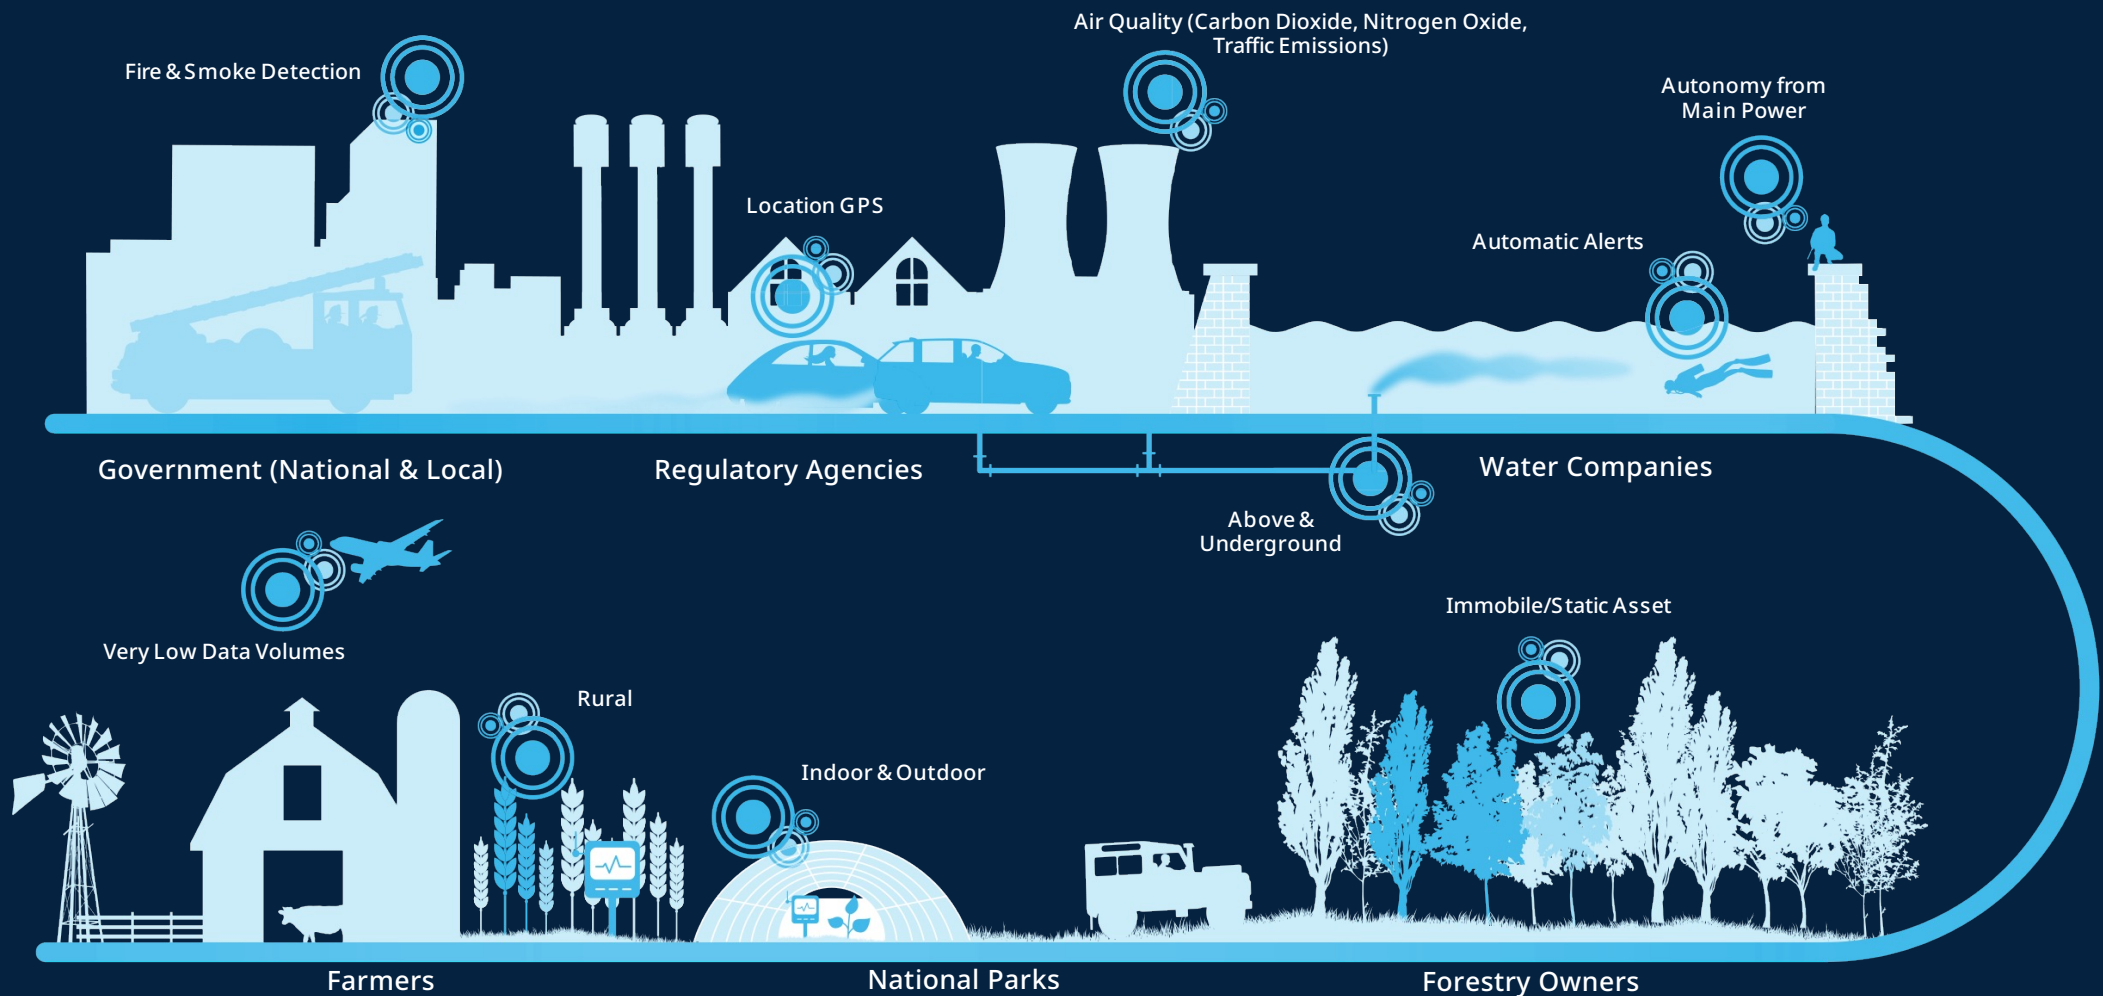 Air Quality (Carbon Dioxide, Nitrogen Oxide,
Traffic Emissions)
Fire & Smoke Detection
Autonomy from
Main Power
Location GPS
Automatic Alerts
Government (National & Local)
Regulatory Agencies
Water Companies
Above &
Underground
Immobile/Static Asset
Very Low Data Volumes
Rural
Indoor & Outdoor
Farmers
National Parks
Forestry Owners